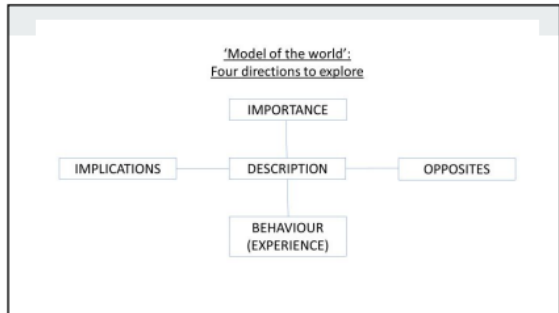 ‘Model of the world’:
Four directions to explore
IMPORTANCE
IMPLICATIONS
DESCRIPTION
OPPOSITES
BEHAVIOUR
(EXPERIENCE)